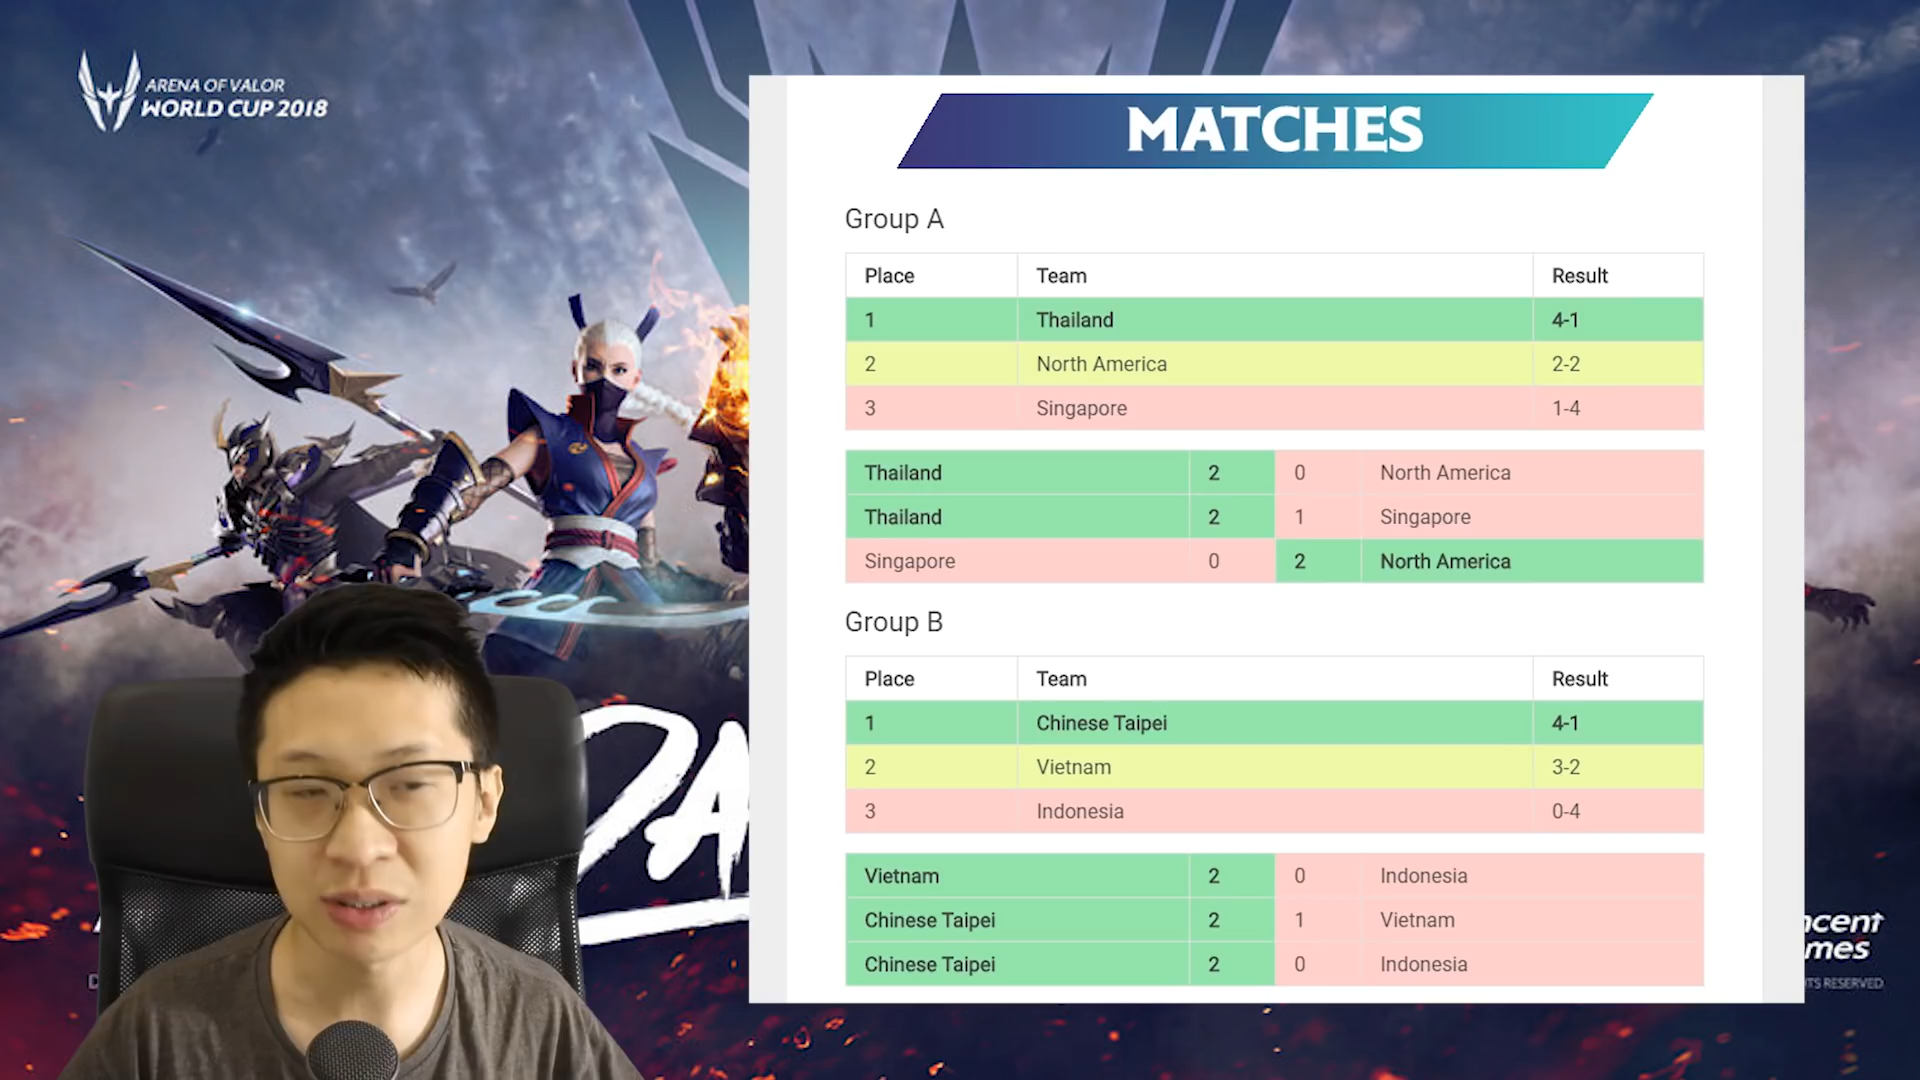 ARENA OF VALOR
WORLD CUP 2018
MATCHES
Group A
Place Team Result
1 Thailand 4-1
2 North America 2-2
3 Singapore 1-4
Thailand 2 0 North America
Thailand 2 1 Singapore
Singapore 0 2 North America
Group B
Place Team Result
1 Chinese Taipei 4-1
2 Vietnam 3-2
3 Indonesia 0-4
Vietnam 2 0 Indonesia
Chinese Taipei 2 1 Vietnam
Chinese Taipei 2 0 Indonesia
RESERVED